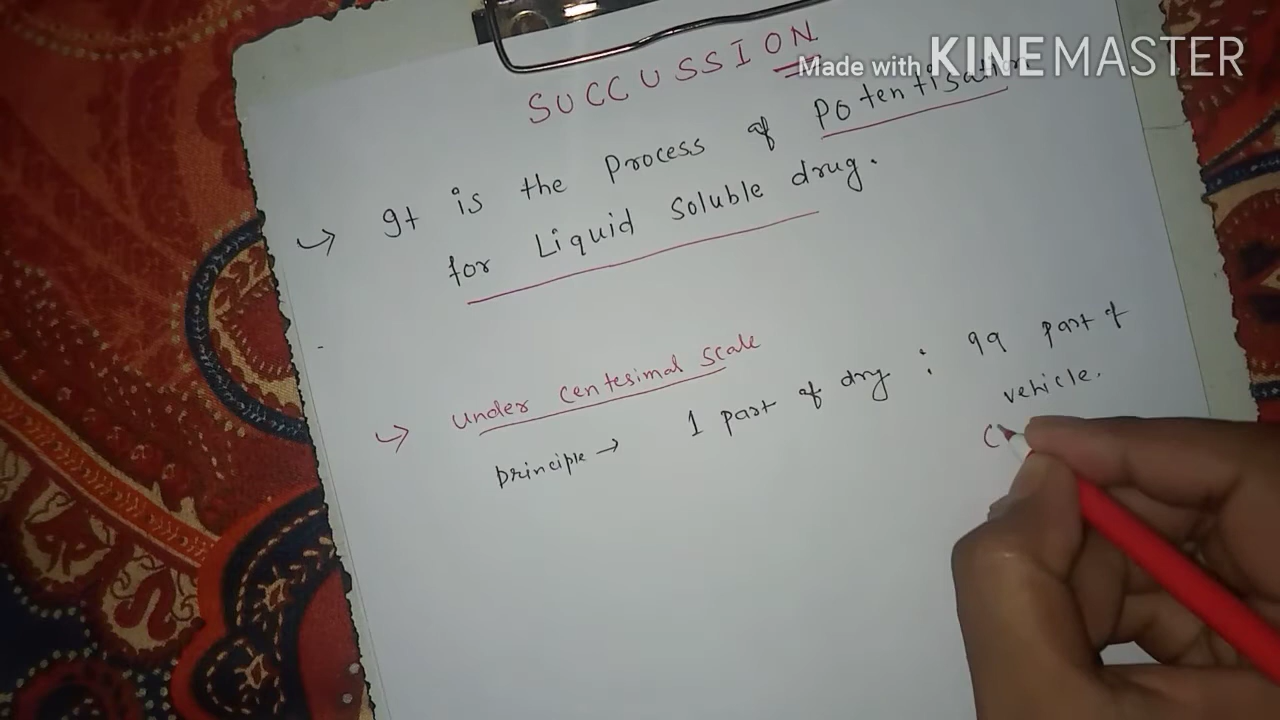 Made with KINEMASTER
SUCCUSSION
It is the Process of Potentisation
for Liquid soluble drug.
under centesimal scale
principle → 1 part of drug : 99 part of
vehicle.
(